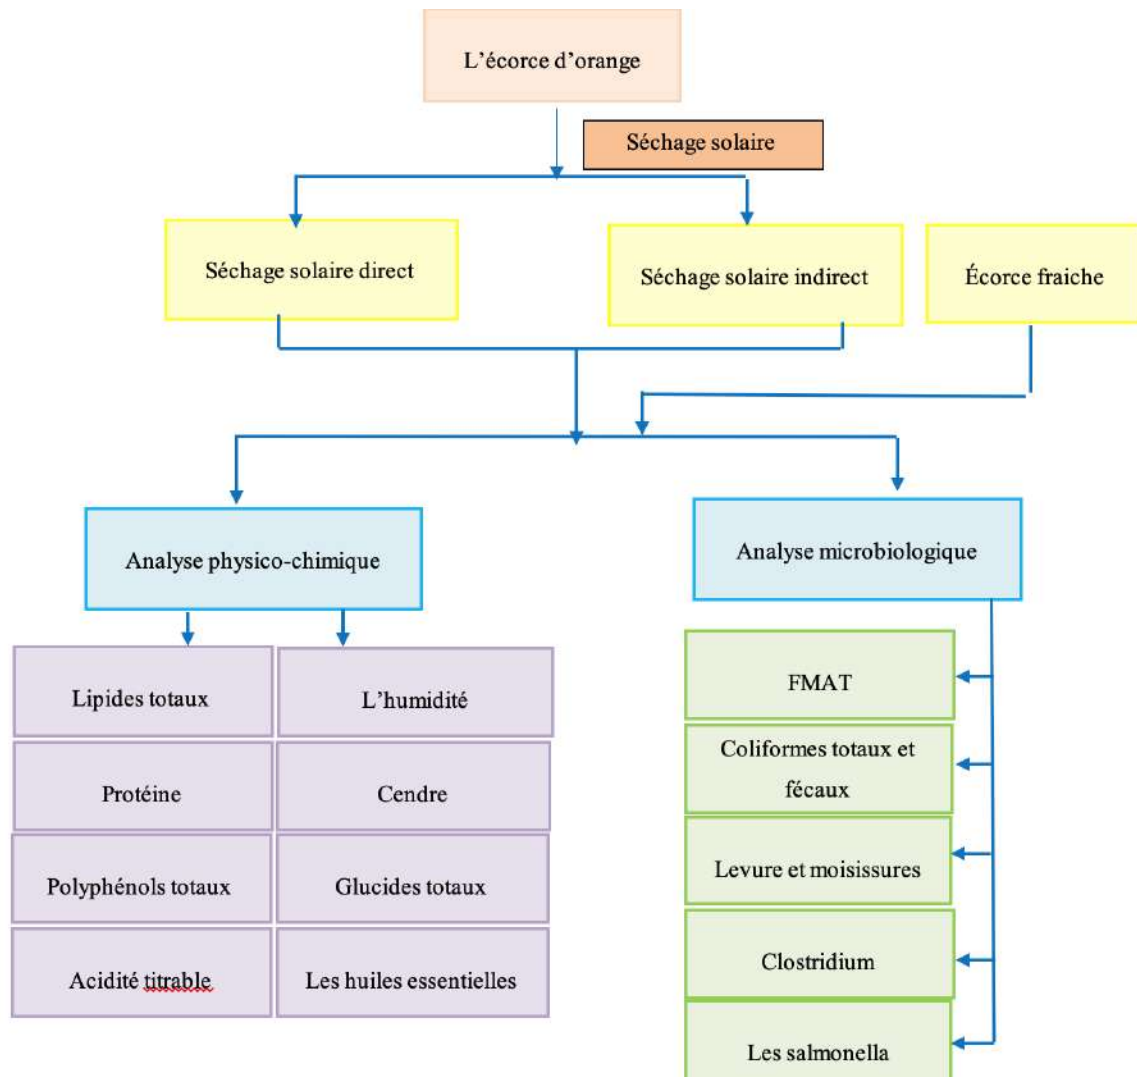 L’écorce d’orange
Séchage solaire
Séchage solaire direct
Séchage solaire indirect
Écorce fraiche
Analyse physico-chimique
Analyse microbiologique
Lipides totaux
L’humidité
Protéine
Cendre
Polyphénols totaux
Glucides totaux
Acidité titrable
Les huiles essentielles
FMAT
Coliformes totaux et
fécaux
Levure et moisissures
Clostridium
Les salmonella